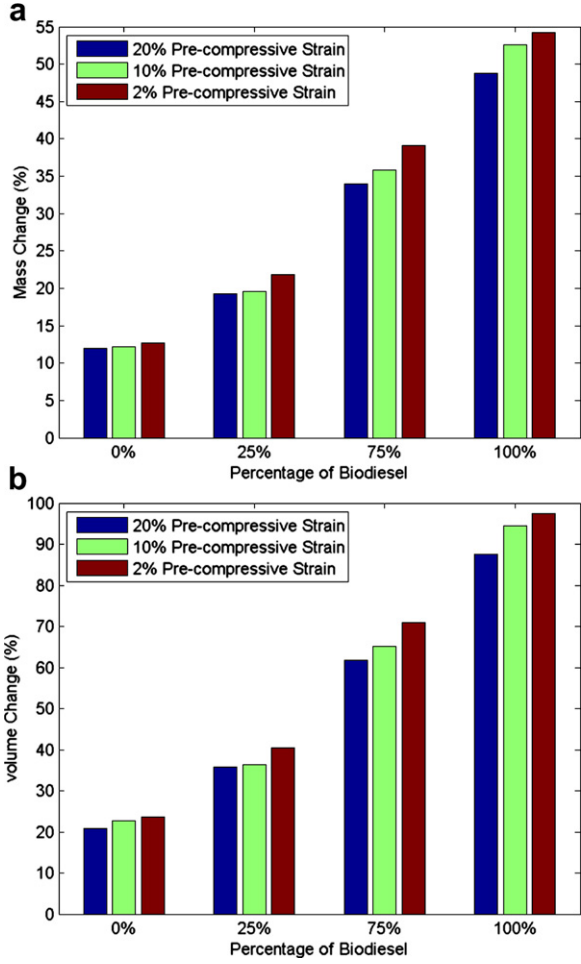 a
55
50
45
40
35
30
25
20
15
10
5
0
Mass Change (%)
20% Pre-compressive Strain
10% Pre-compressive Strain
2% Pre-compressive Strain
0% 25% 75% 100%
Percentage of Biodiesel
b
100
90
80
70
60
50
40
30
20
10
0
volume Change (%)
20% Pre-compressive Strain
10% Pre-compressive Strain
2% Pre-compressive Strain
0% 25% 75% 100%
Percentage of Biodiesel